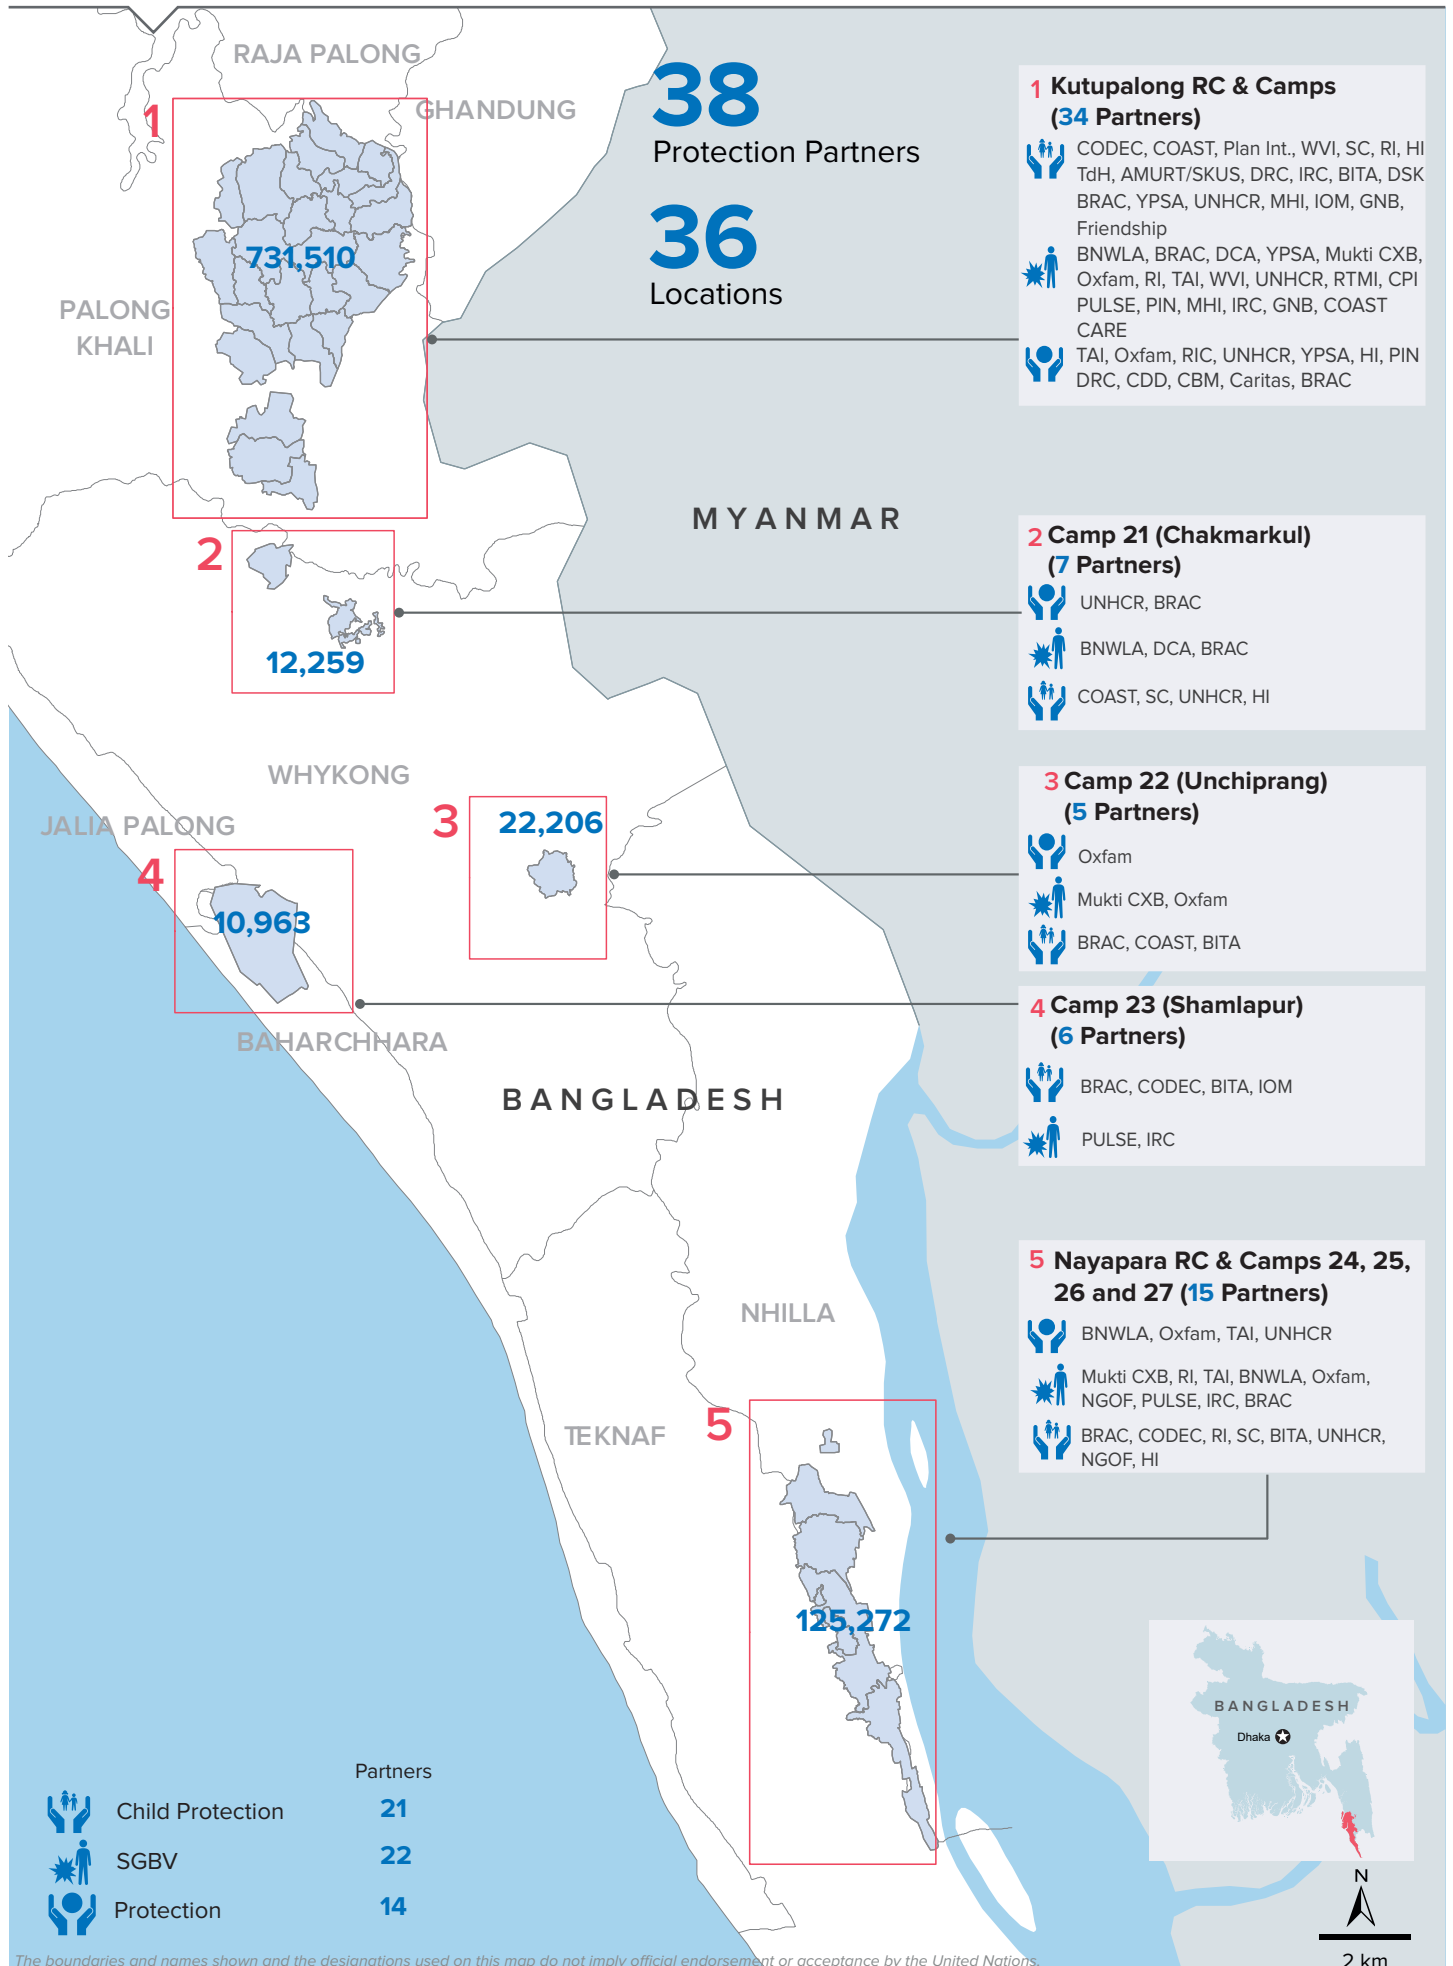 RAJA PALONG
GHANDUNG
1
731,510
PALONG
KHALI
38
Protection Partners
36
Locations
1 Kutupalong RC & Camps
(34 Partners)
CODEC, COAST, Plan Int., WVI, SC, RI, HI
TdH, AMURT/SKUS, DRC, IRC, BITA, DSK
BRAC, YPSA, UNHCR, MHI, IOM, GNB,
Friendship
BNWLA, BRAC, DCA, YPSA, Mukti CXB,
Oxfam, RI, TAI, WVI, UNHCR, RTMI, CPI
PULSE, PIN, MHI, IRC, GNB, COAST
CARE
TAI, Oxfam, RIC, UNHCR, YPSA, HI, PIN
DRC, CDD, CBM, Caritas, BRAC
MYANMAR
2
12,259
2 Camp 21 (Chakmarkul)
(7 Partners)
UNHCR, BRAC
BNWLA, DCA, BRAC
COAST, SC, UNHCR, HI
WHYKONG
JALIA PALONG
3
22,206
3 Camp 22 (Unchiprang)
(5 Partners)
Oxfam
Mukti CXB, Oxfam
BRAC, COAST, BITA
4
10,963
BAHARCHHARA
4 Camp 23 (Shamlapur)
(6 Partners)
BRAC, CODEC, BITA, IOM
PULSE, IRC
BANGLADESH
NHILLA
TEKNAF
5
125,272
5 Nayapara RC & Camps 24, 25,
26 and 27 (15 Partners)
BNWLA, Oxfam, TAI, UNHCR
Mukti CXB, RI, TAI, BNWLA, Oxfam,
NGOF, PULSE, IRC, BRAC
BRAC, CODEC, RI, SC, BITA, UNHCR,
NGOF, HI
BANGLADESH
Dhaka
Partners
Child Protection 21
SGBV 22
Protection 14
N
2 km
The boundaries and names shown and the designations used on this map do not imply official endorsement or acceptance by the United Nations.